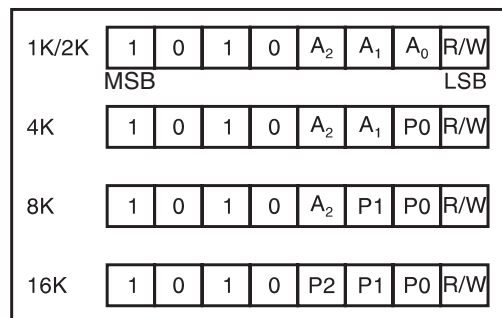 1K/2K 1 0 1 0 A₂ A₁ A₀ R/W
MSB LSB
4K 1 0 1 0 A₂ A₁ P0 R/W
8K 1 0 1 0 A₂ P1 P0 R/W
16K 1 0 1 0 P2 P1 P0 R/W